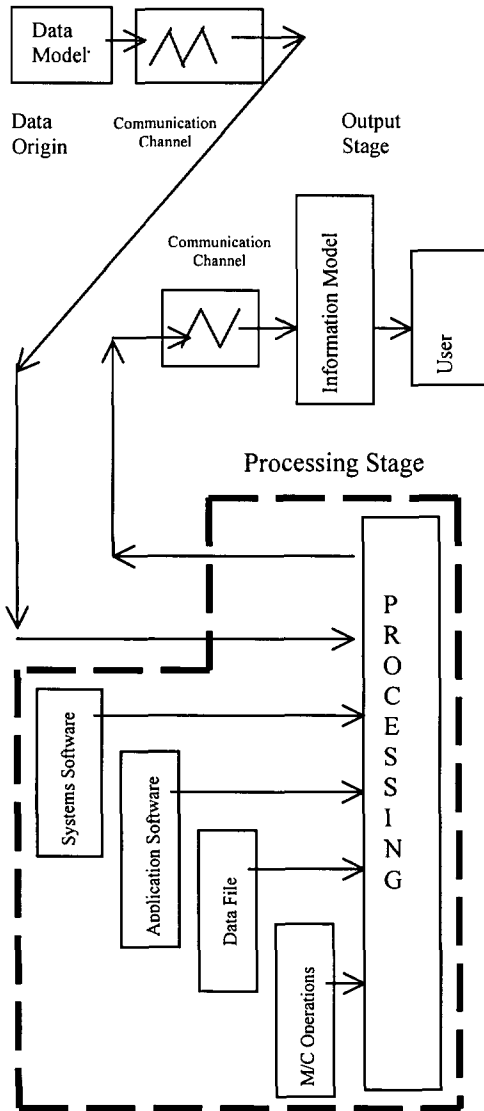 Data
Model
Data
Origin
Communication
Channel
Output
Stage
Communication
Channel
Information Model
User
Processing Stage
PROCESSING
Systems Software
Application Software
Data File
M/C Operations